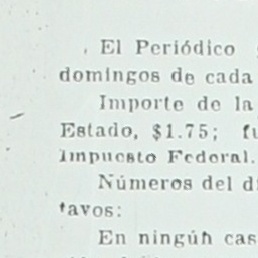 El Periódico
domingos de cada
Importe de la
Estado, $1.75; fu
Impuesto Federal.
Números del d
tavos:
En ningún cas